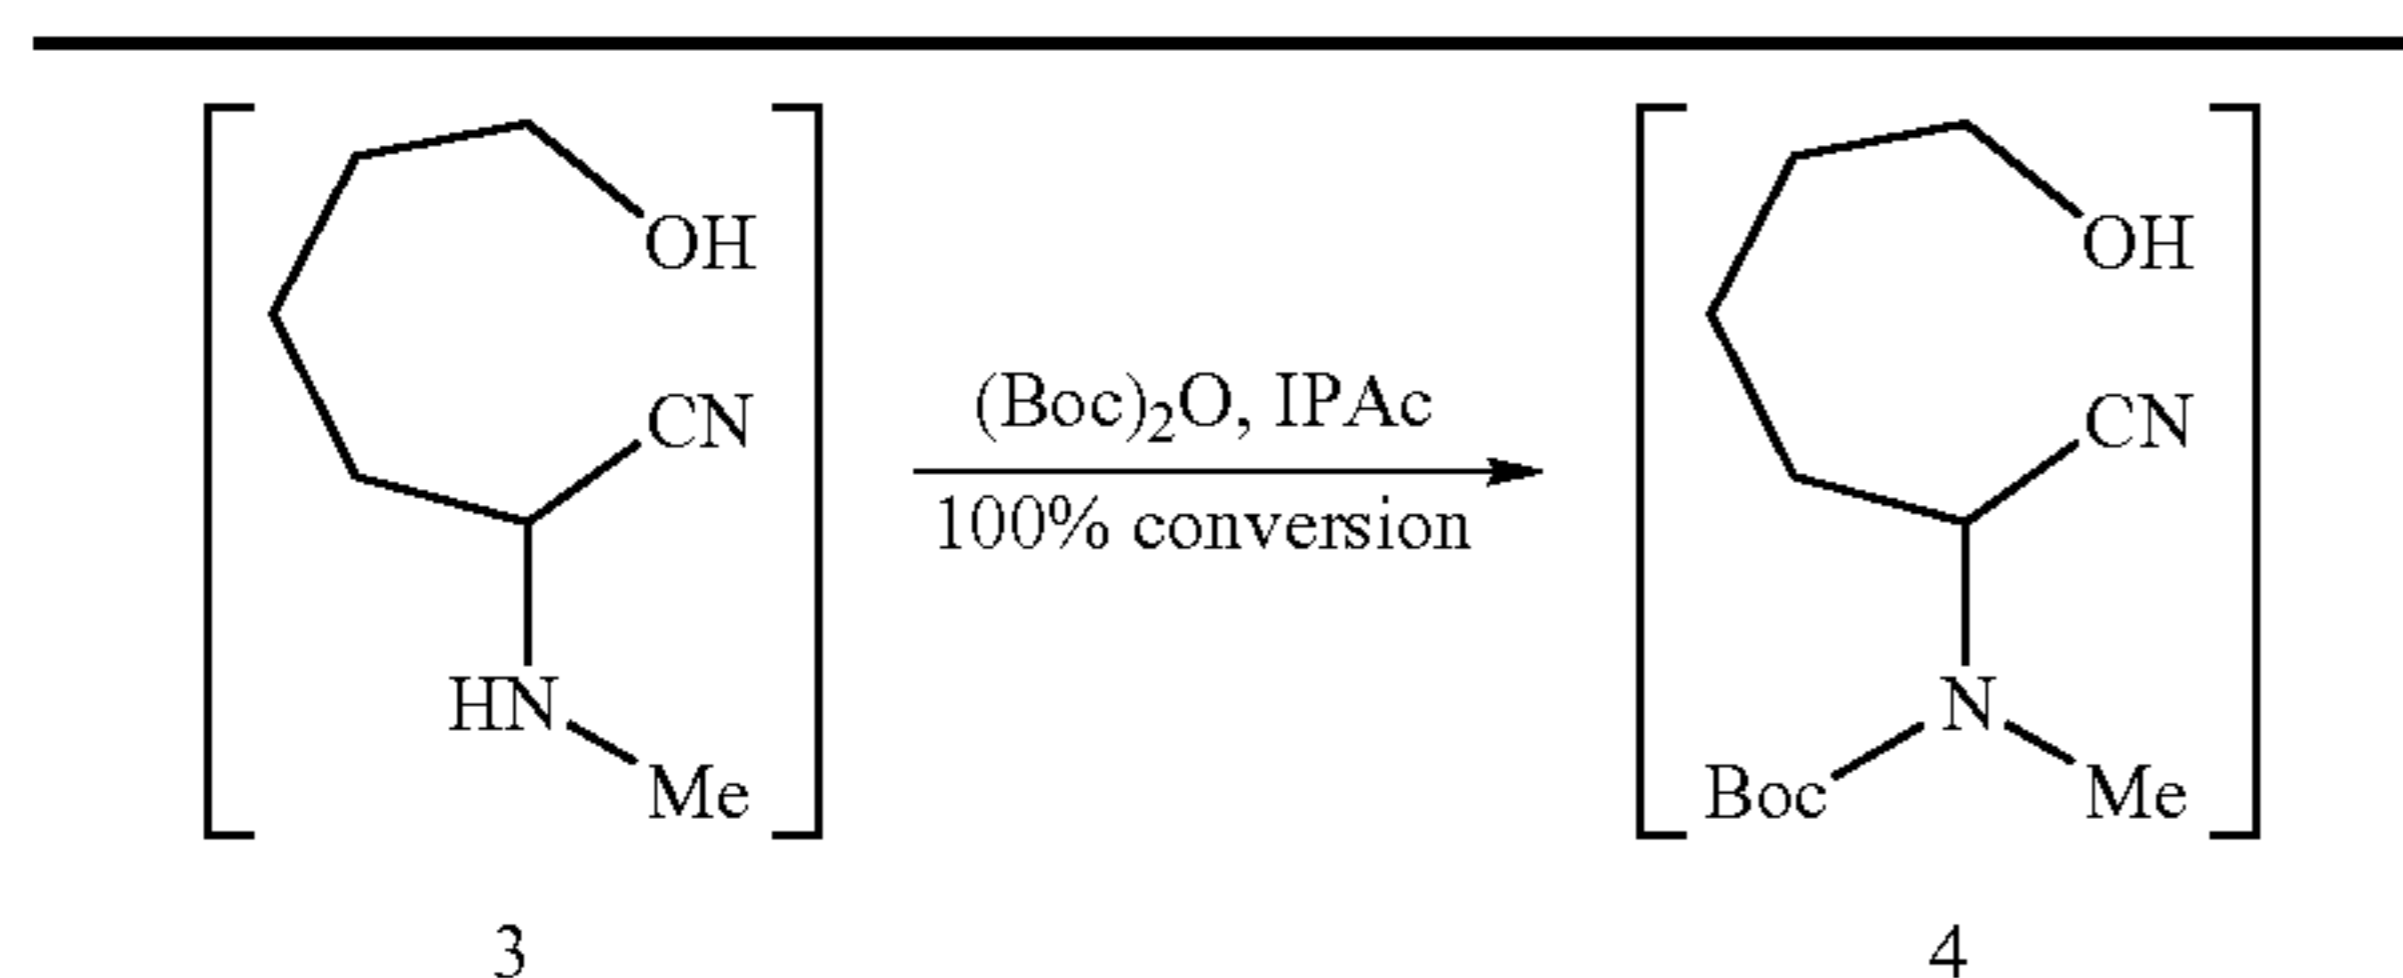 OH
CN
HN
Me
3
(Boc)₂O, IPAc
100% conversion
OH
CN
N
Boc
Me
4